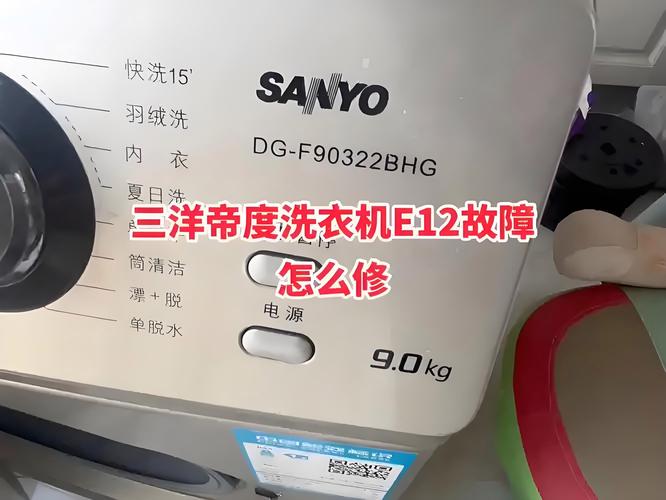 快洗15'
SANYO
羽绒洗
DG-F90322BHG
内衣
夏日洗
三洋帝度洗衣机E12故障
怎么修
筒清洁
漂+脱
电源
单脱水
9.0kg